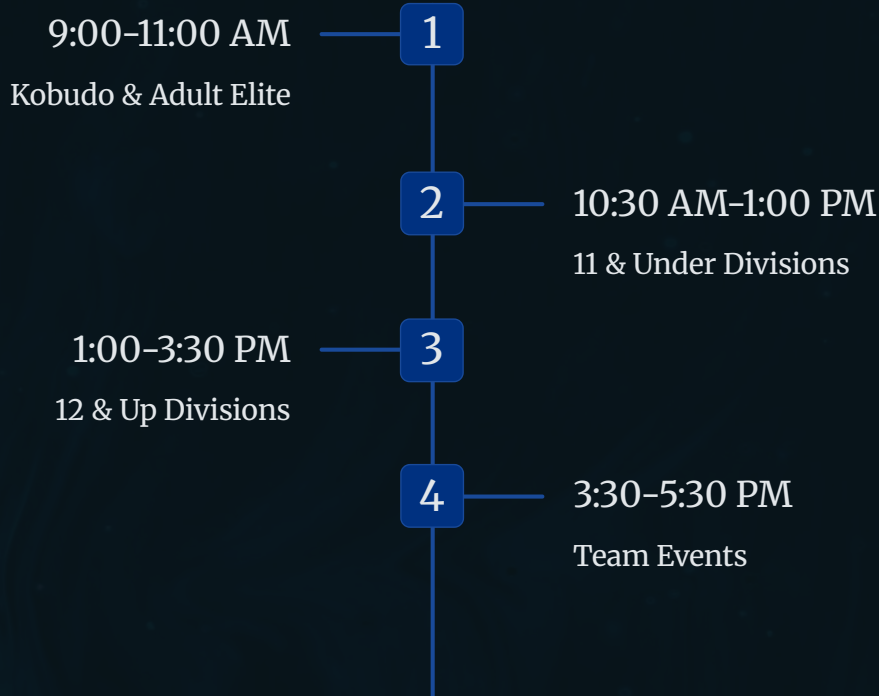 9:00-11:00 AM
1
Kobudo & Adult Elite
2
10:30 AM-1:00 PM
11 & Under Divisions
1:00-3:30 PM
3
12 & Up Divisions
4
3:30-5:30 PM
Team Events